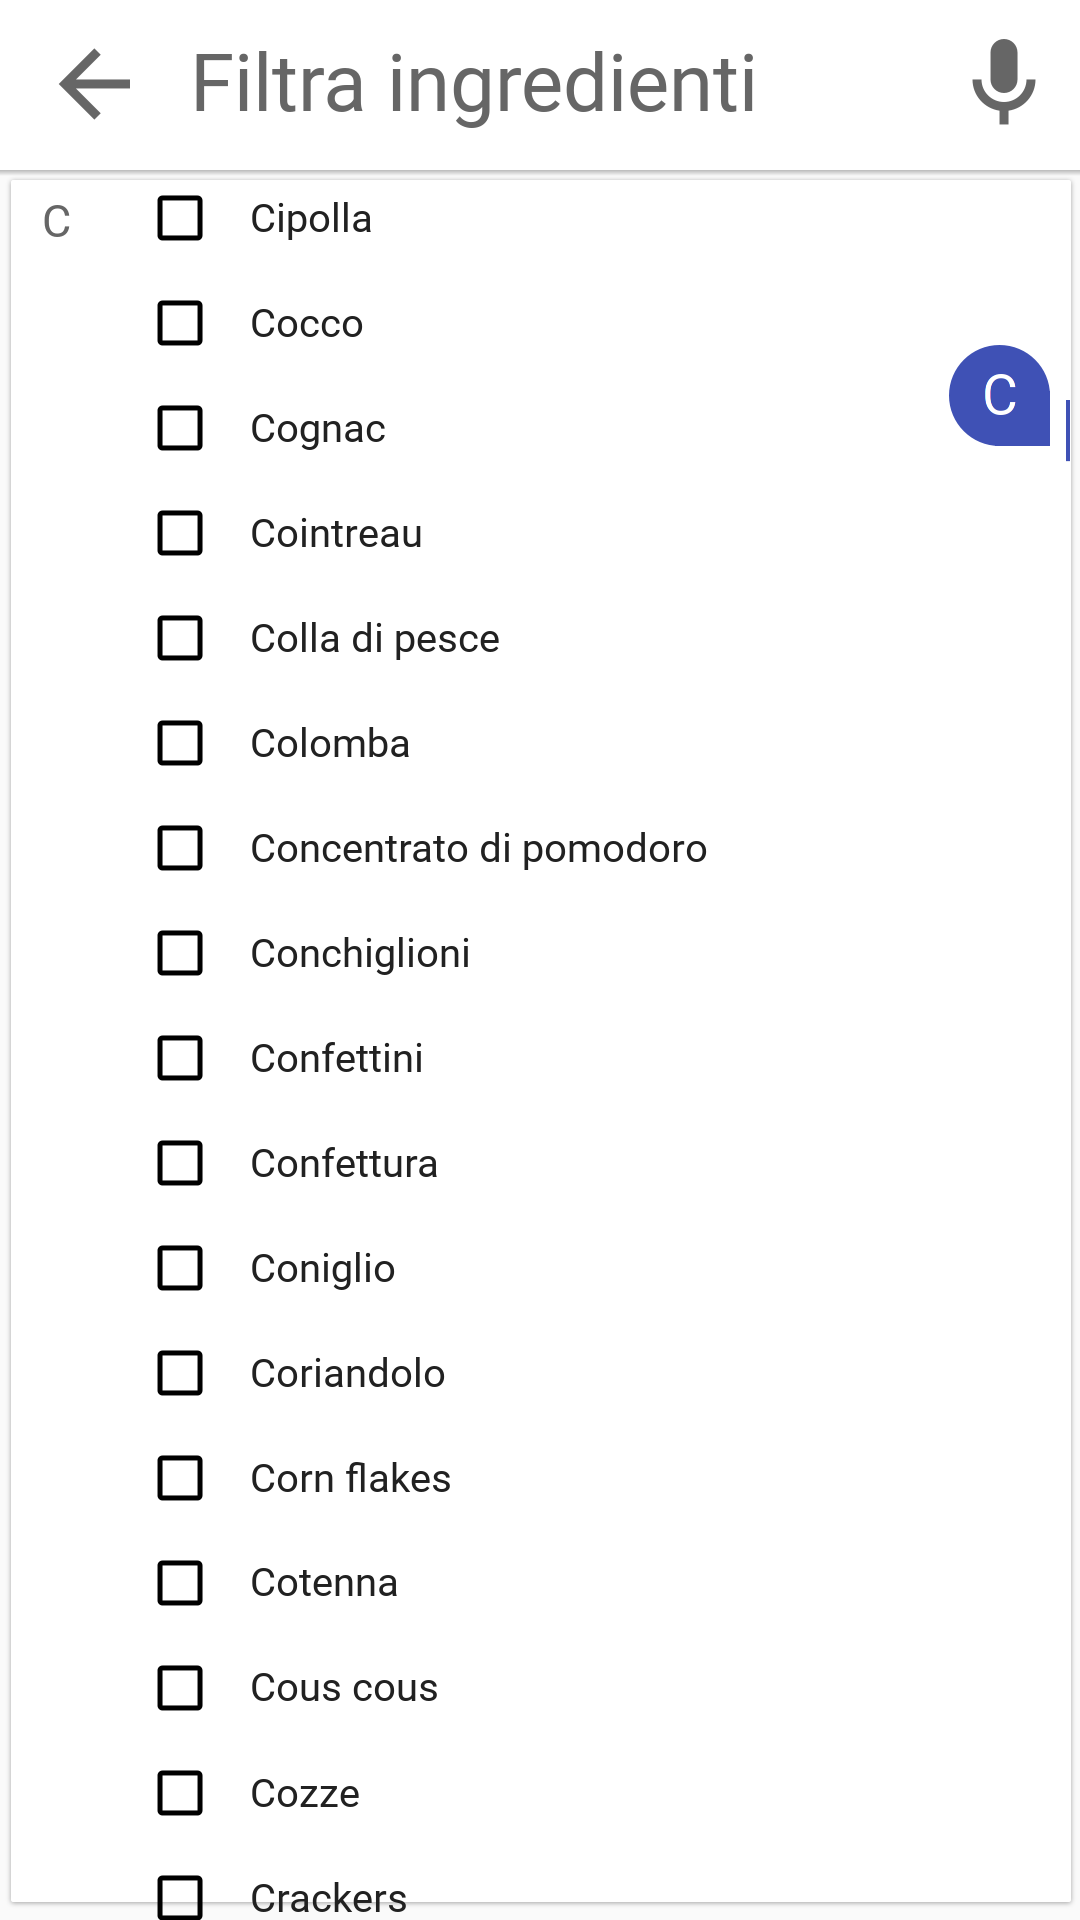 Filtra ingredienti
C
Cipolla
Cocco
C
Cognac
Cointreau
Colla di pesce
Colomba
Concentrato di pomodoro
Conchiglioni
Confettini
Confettura
Coniglio
Coriandolo
Corn flakes
Cotenna
Cous cous
Cozze
Crackers